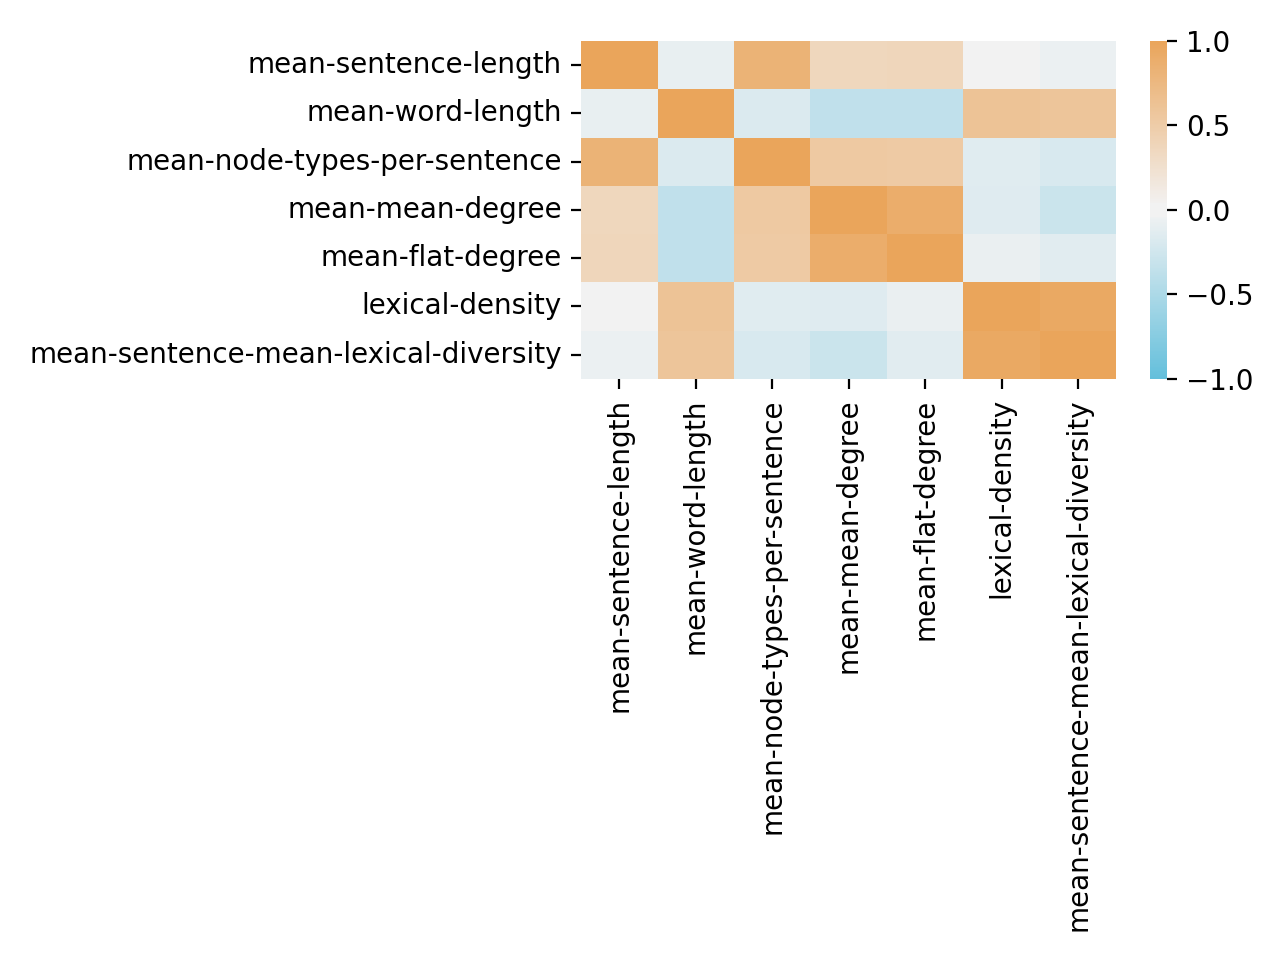 mean-sentence-length
mean-word-length
mean-node-types-per-sentence
mean-mean-degree
mean-flat-degree
lexical-density
mean-sentence-mean-lexical-diversity
mean-sentence-length
mean-word-length
mean-node-types-per-sentence
mean-mean-degree
mean-flat-degree
lexical-density
mean-sentence-mean-lexical-diversity
1.0
0.5
0.0
−0.5
−1.0